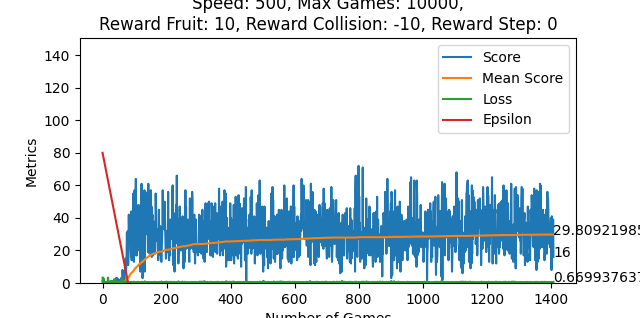 Speed: 500, Max Games: 10000,
Reward Fruit: 10, Reward Collision: -10, Reward Step: 0
140
120
100
80
60
40
20
0
Metrics
Score
Mean Score
Loss
Epsilon
29.80921985
16
0.669937637
0 200 400 600 800 1000 1200 1400
Number of Games